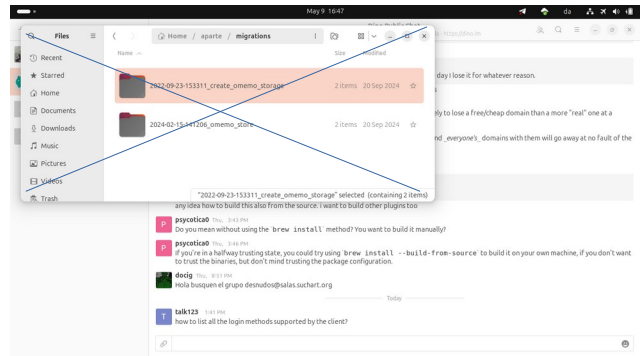 May 9 16:47
da
Files
Home / aparte / migrations
Name
Size
Modified
Recent
Starred
Home
Documents
Downloads
Music
Pictures
Videos
Trash
2022-09-23-153311_create_omemo_storage
2 items
20 Sep 2024
2024-02-15-141206_omemo_store
2 items
20 Sep 2024
"2022-09-23-153311_create_omemo_storage" selected (containing 2 items)
day I lose it for whatever reason.
ely to lose a free/cheap domain than a more "real" one at a
nd _everyone's_ domains with them will go away at no fault of the
any idea how to build this also from the source. i want to build other plugins too
psycotica0 Thu, 3:43 PM
Do you mean without using the `brew install` method? You want to build it manually?
psycotica0 Thu, 3:46 PM
If you're in a halfway trusting state, you could try using `brew install --build-from-source` to build it on your own machine, if you don't want
to trust the binaries, but don't mind trusting the package configuration.
docig Thu, 8:51 PM
Hola busquen el grupo desnudos@salas.suchart.org
Today
talk123 1:41 PM
how to list all the login methods supported by the client?